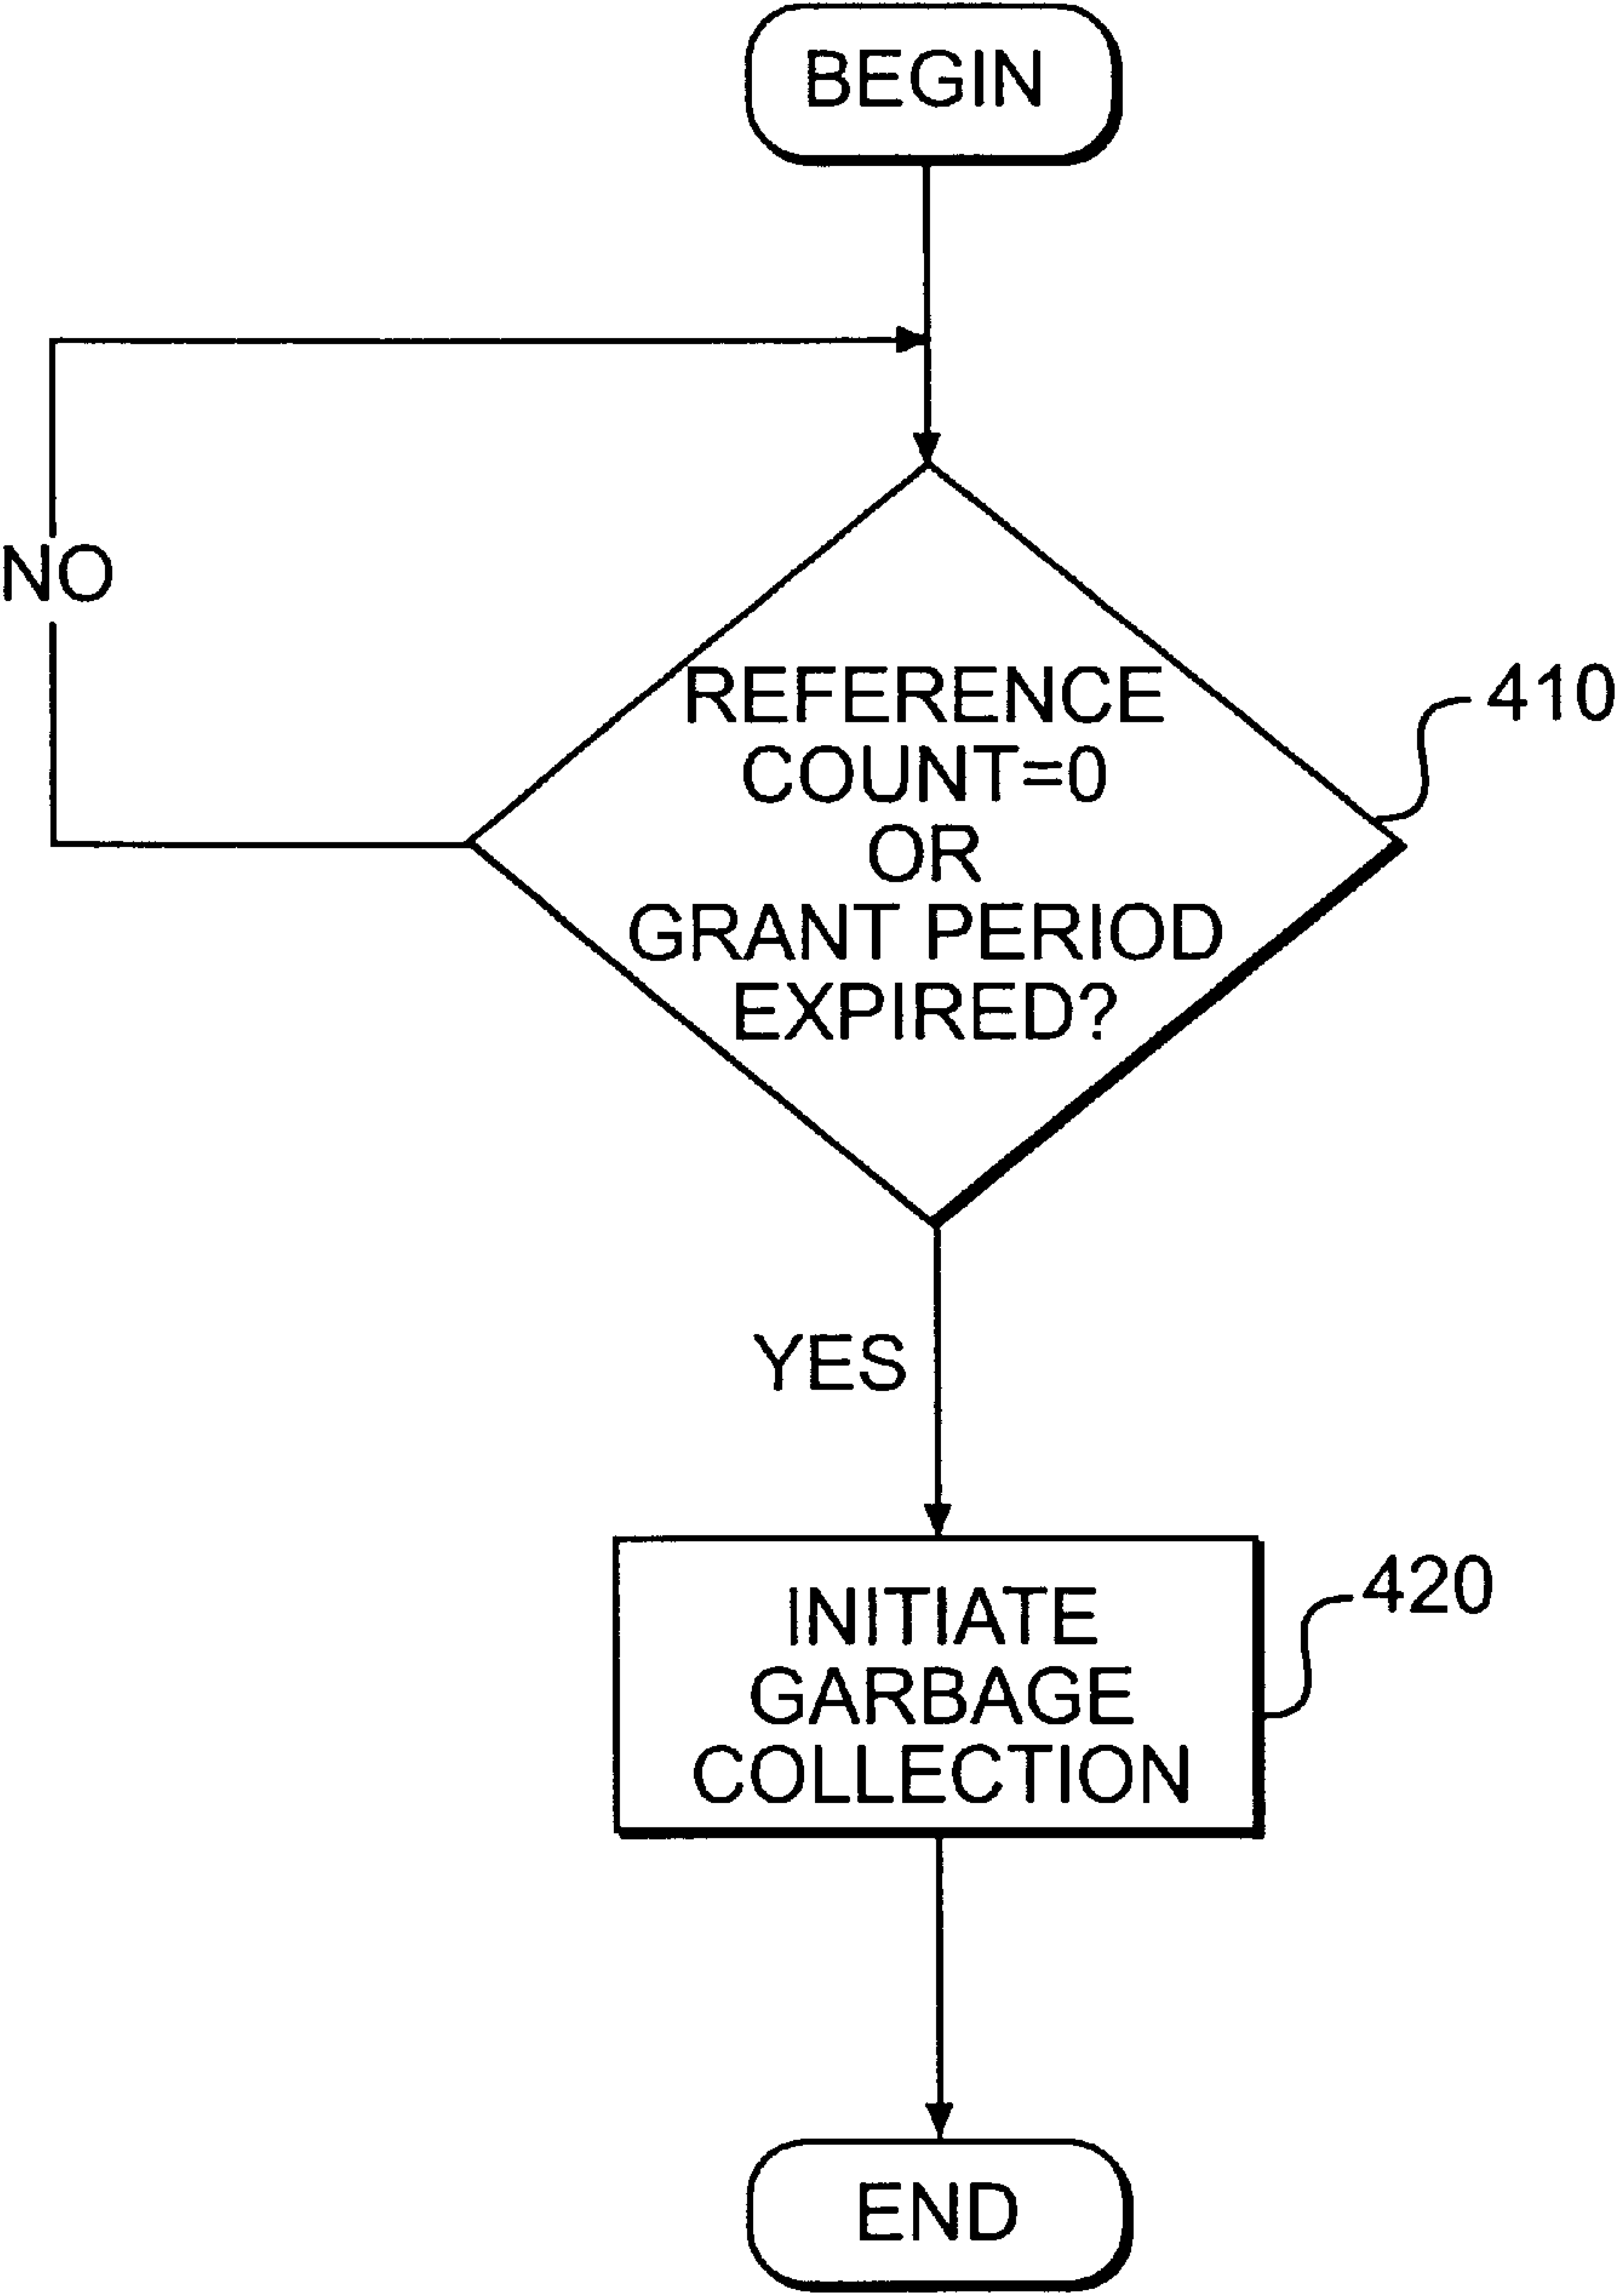 BEGIN
NO
REFERENCE
COUNT=0
OR
GRANT PERIOD
EXPIRED?
410
YES
INITIATE
GARBAGE
COLLECTION
420
END